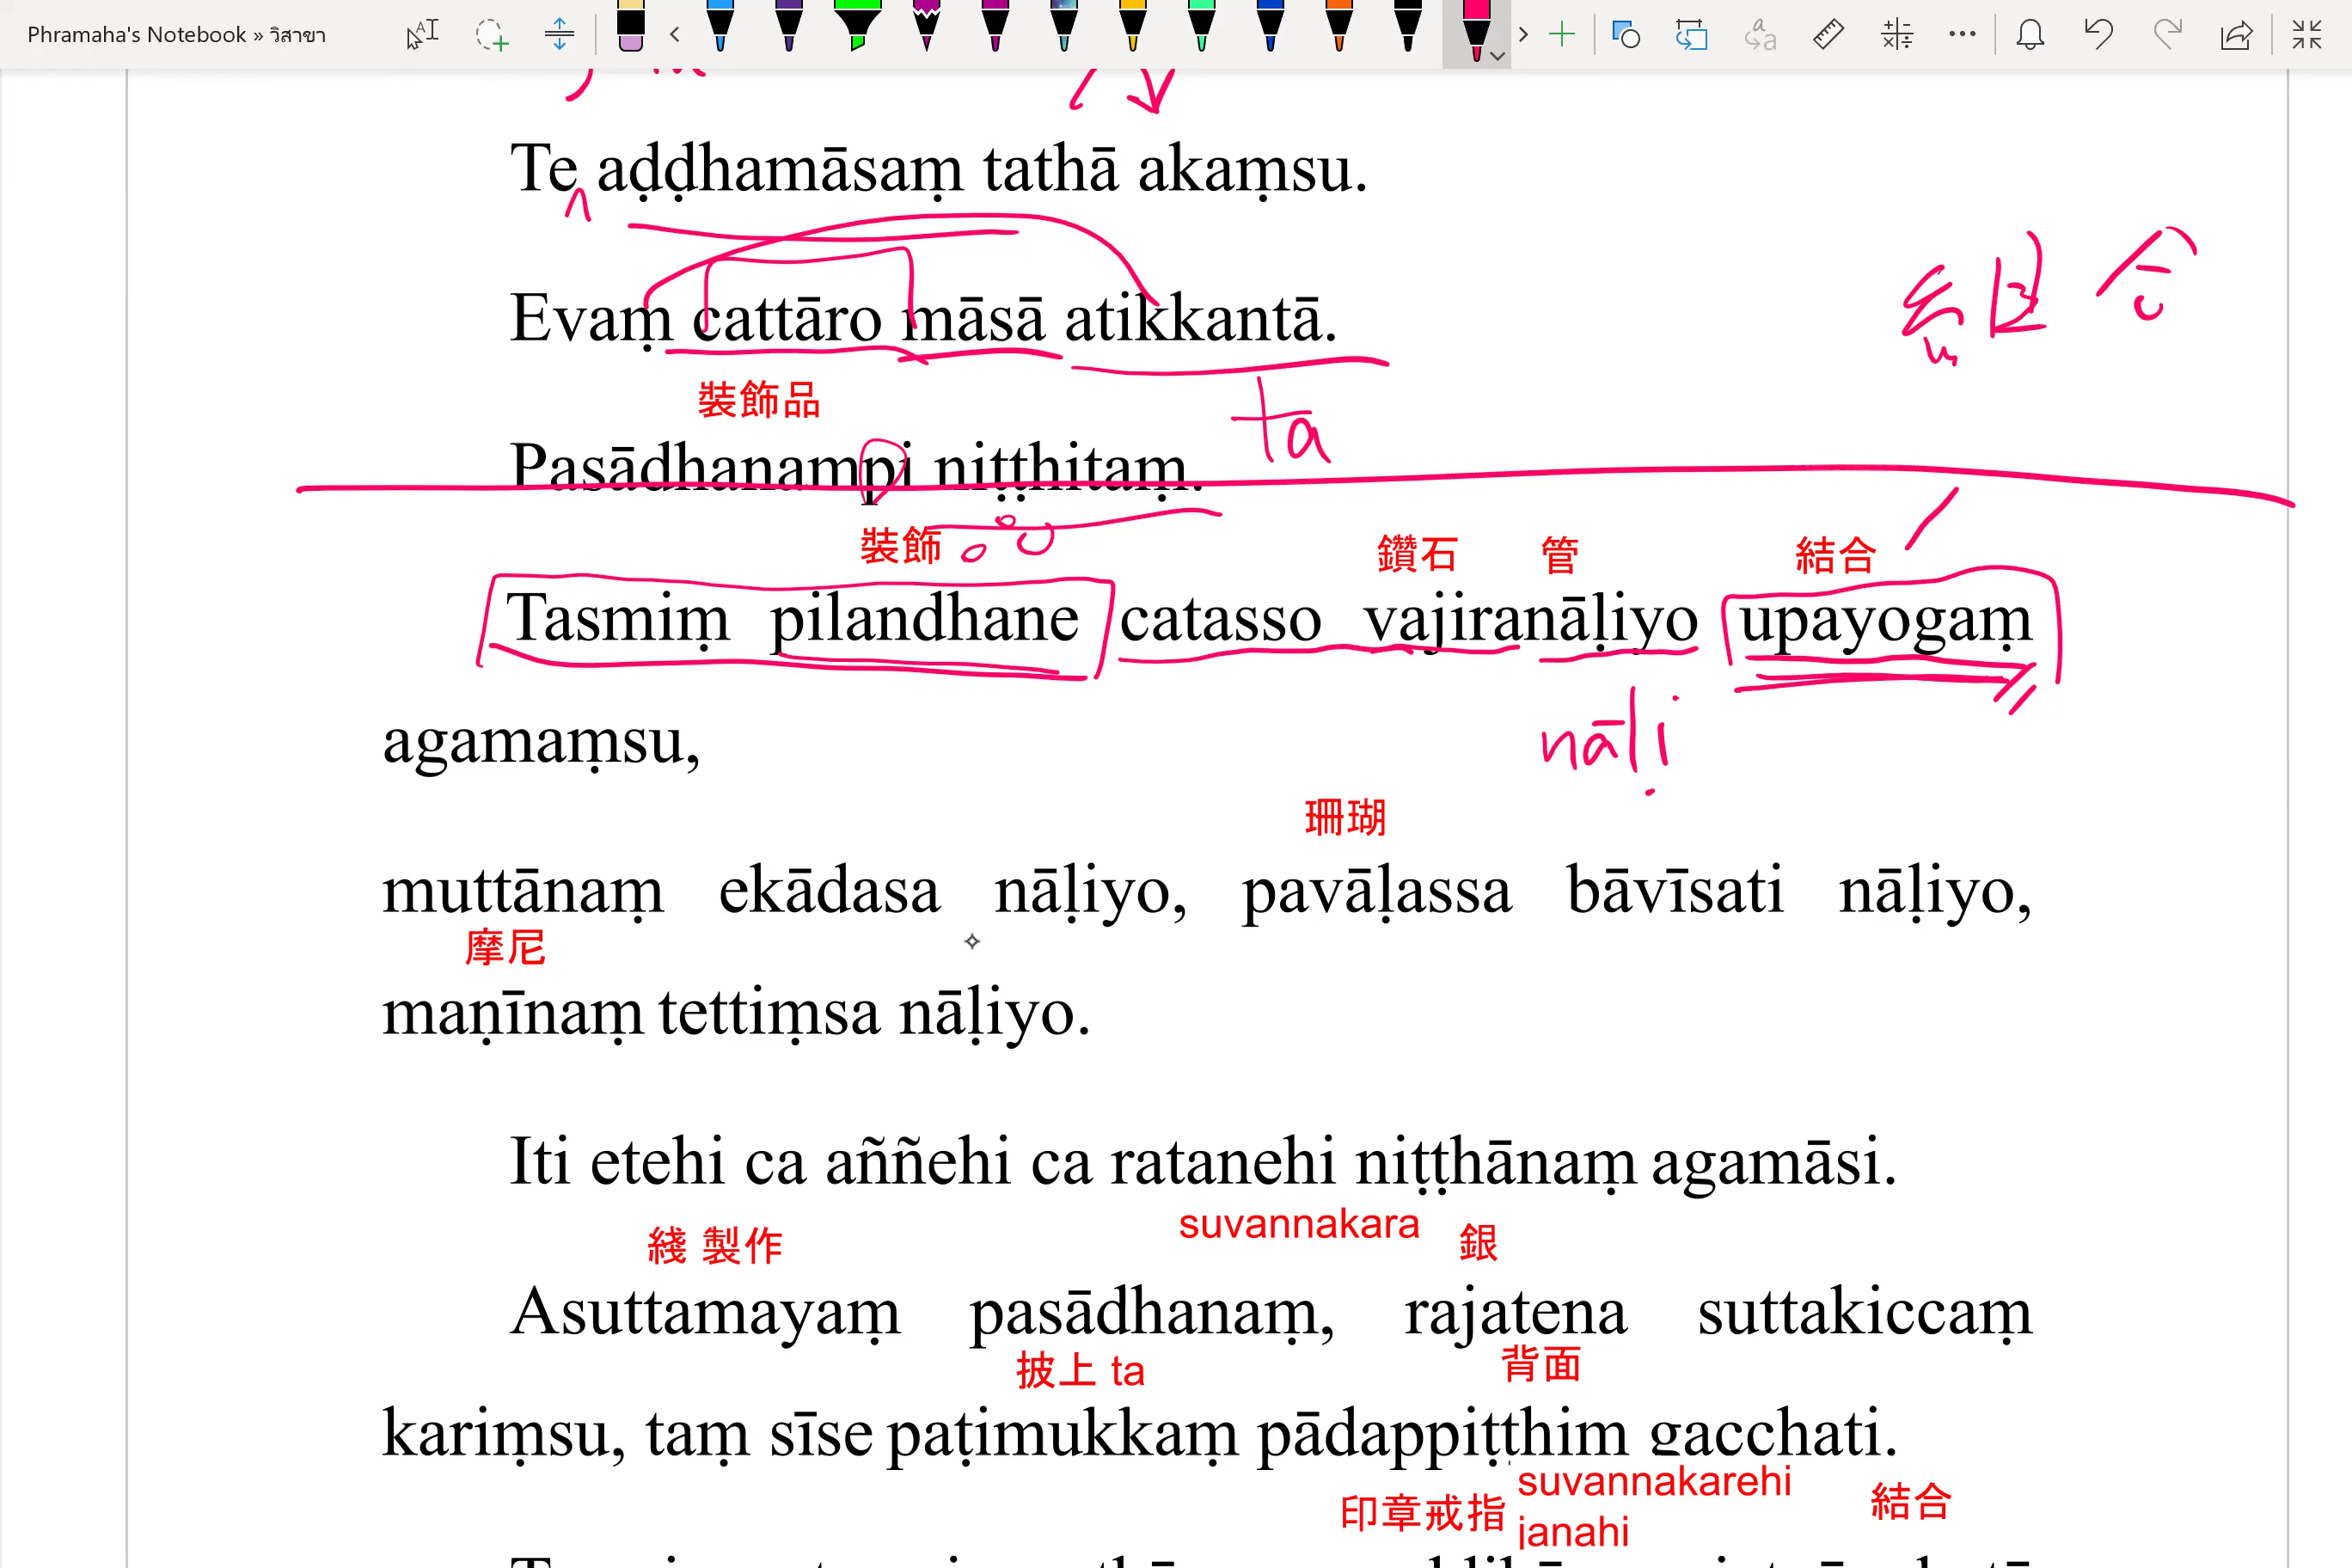 Phramaha's Notebook » วิสาขา
Te aḍḍhamāsaṃ tathā akaṃsu.
Evaṃ cattāro māsā atikkantā.
裝飾品
ta
Pasādhanampi niṭṭhitaṃ.
裝飾 鑽石 管 結合
Tasmiṃ pilandhane catasso vajiranāḷiyo upayogaṃ
nāḷi
agamaṃsu,
珊瑚
muttānaṃ ekādasa nāḷiyo, pavāḷassa bāvīsati nāḷiyo,
摩尼
maṇīnaṃ tettiṃsa nāḷiyo.
Iti etehi ca aññehi ca ratanehi niṭṭhānaṃ agamāsi.
綫 製作 suvannakara 銀
Asuttamayaṃ pasādhanaṃ, rajatena suttakiccaṃ
披上 ta 背面
kariṃsu, taṃ sīse paṭimukkaṃ pādappiṭṭhim gacchati.
印章戒指 suvannakarehi 結合
janahi